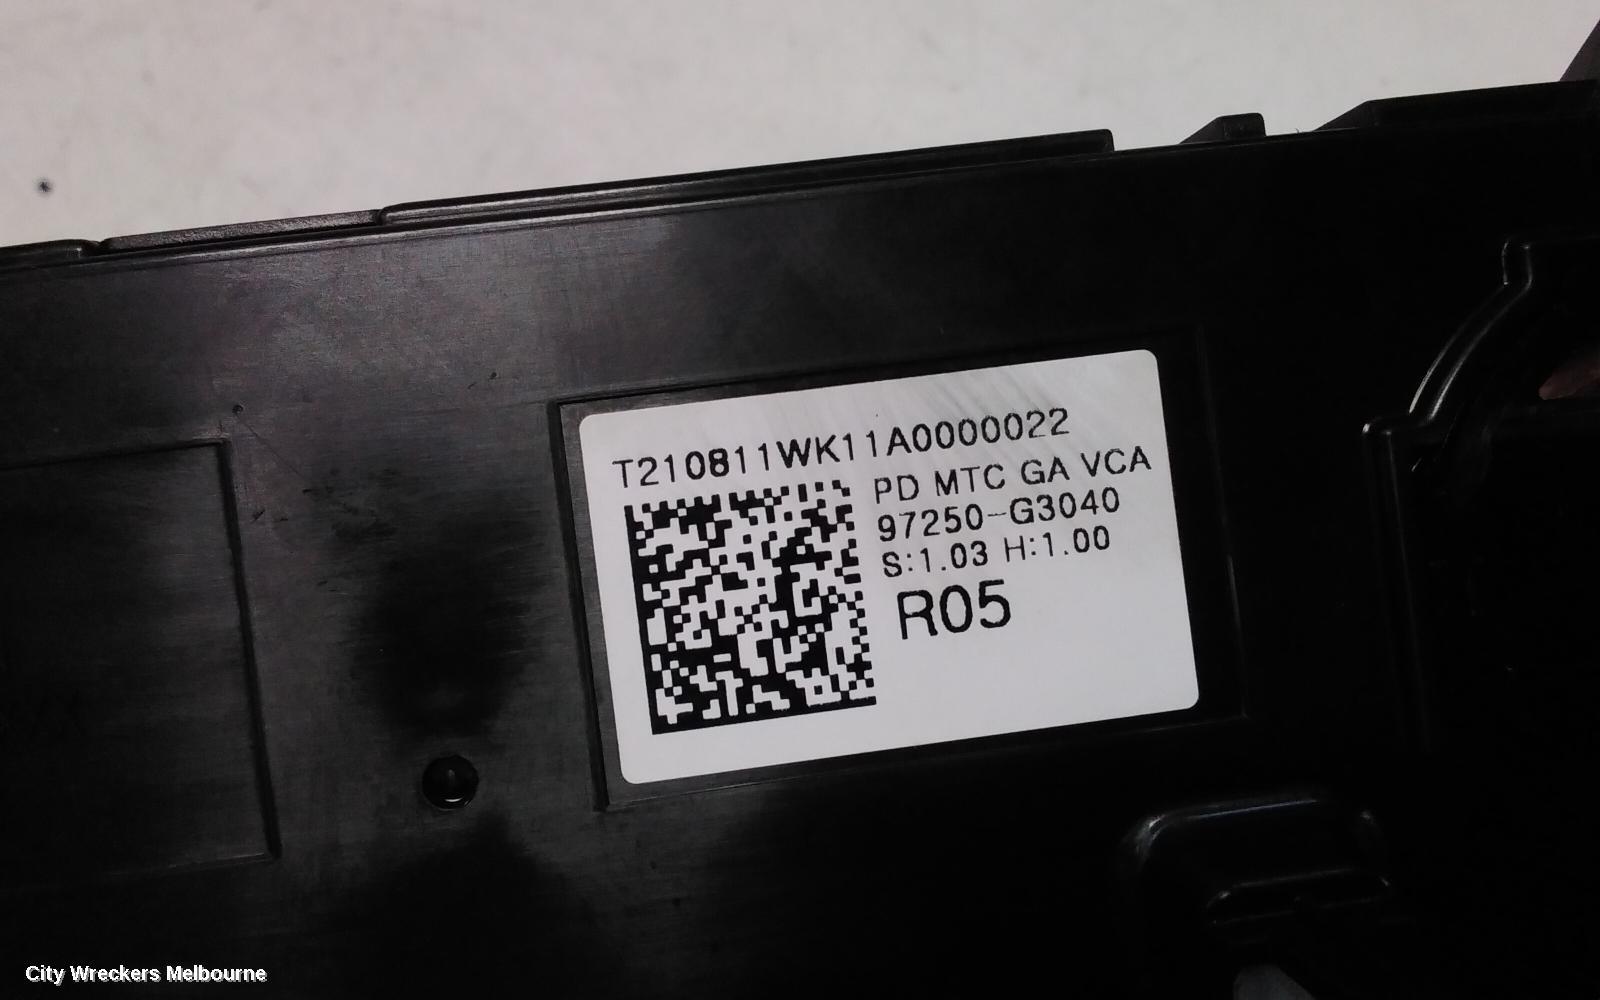 T210811WK11A0000022
PD MTC GA VCA
97250-G3040
S:1.03 H:1.00
R05
City Wreckers Melbourne